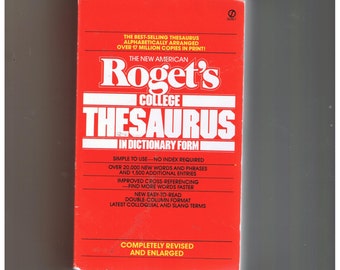 THE BEST-SELLING THESAURUS
ALPHABETICALLY ARRANGED
OVER 17 MILLION COPIES IN PRINT!
THE NEW AMERICAN
Roget's
COLLEGE
THESAURUS
IN DICTIONARY FORM
SIMPLE TO USE—NO INDEX REQUIRED
OVER 20,000 NEW WORDS AND PHRASES
AND 1,500 ADDITIONAL ENTRIES
IMPROVED CROSS-REFERENCING
—FIND MORE WORDS FASTER
NEW EASY-TO-READ
DOUBLE-COLUMN FORMAT
LATEST COLLOQUIAL AND SLANG TERMS
COMPLETELY REVISED
AND ENLARGED